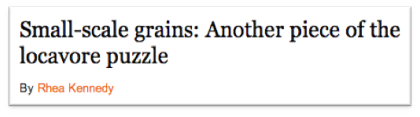 Small-scale grains: Another piece of the
locavore puzzle
By Rhea Kennedy